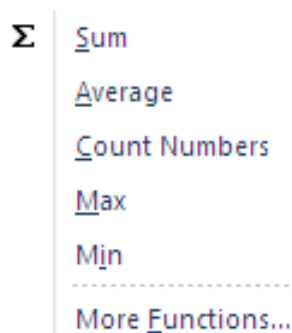 Σ Sum
Average
Count Numbers
Max
Min
More Functions...